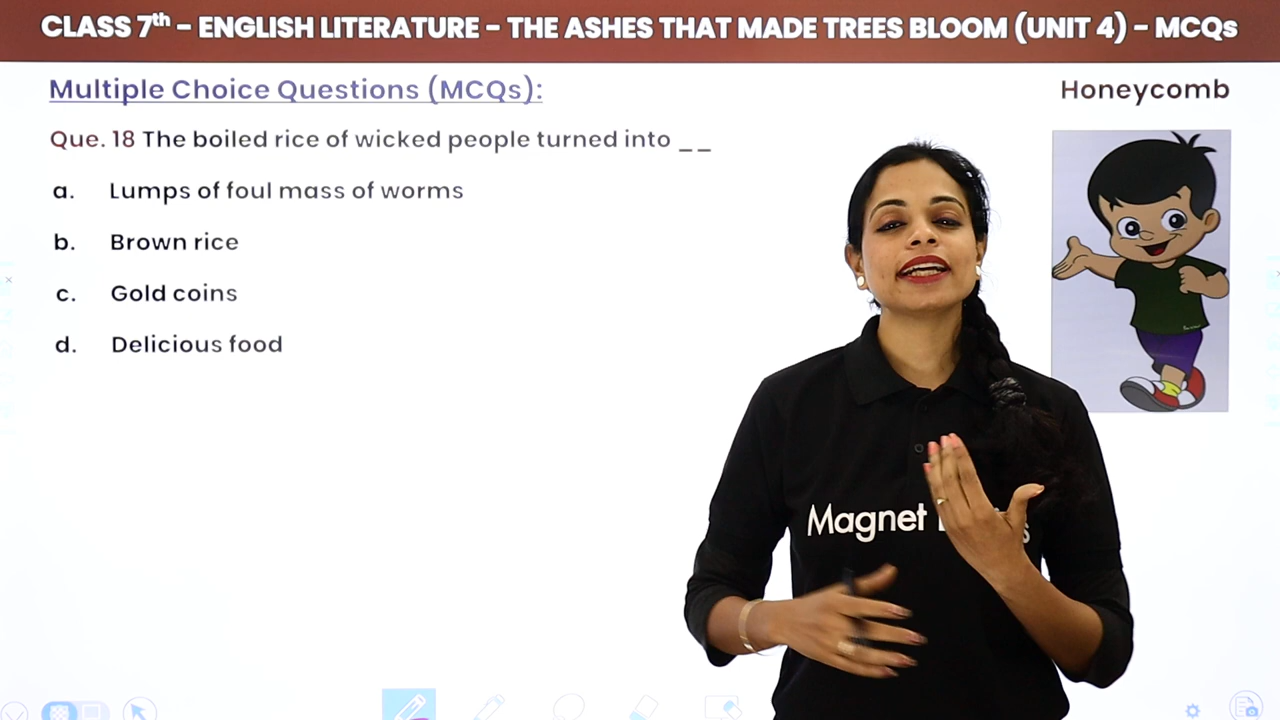 CLASS 7th - ENGLISH LITERATURE - THE ASHES THAT MADE TREES BLOOM (UNIT 4) - MCQs
Multiple Choice Questions (MCQs):
Honeycomb
Que. 18 The boiled rice of wicked people turned into _ _
a. Lumps of foul mass of worms
b. Brown rice
c. Gold coins
d. Delicious food
Magnet